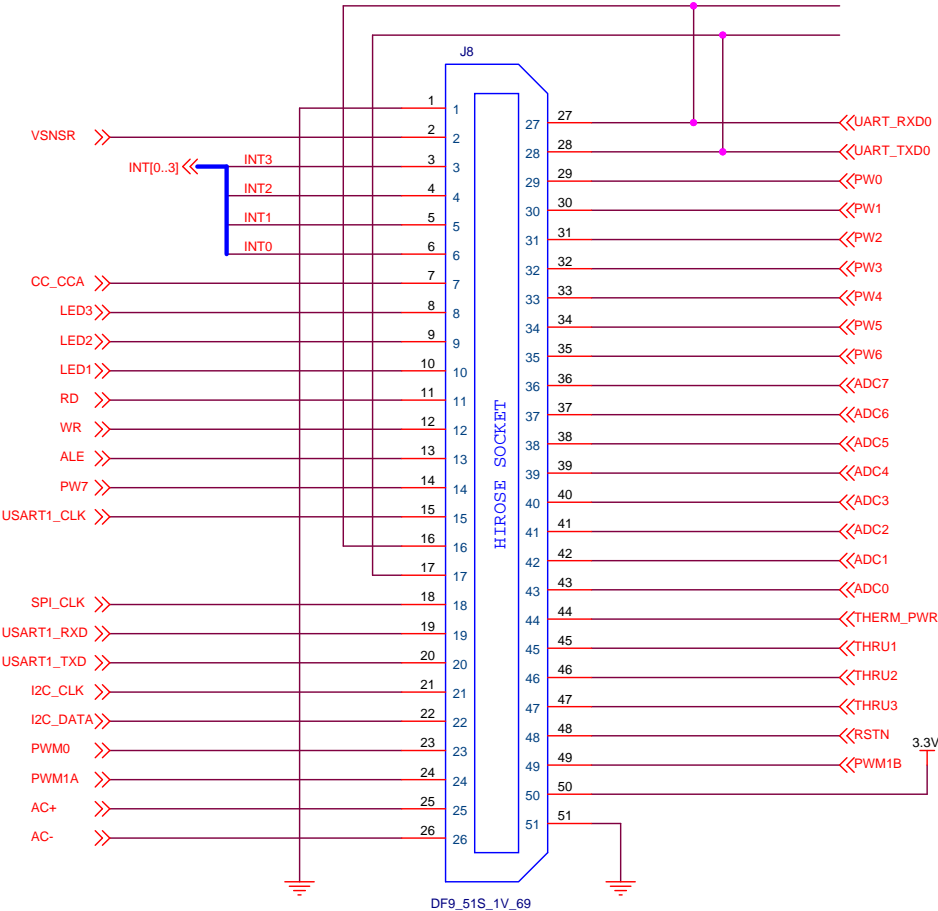 J8
1 1
VSNSR 2 2
INT[0..3] INT3 3 3
INT2 4 4
INT1 5 5
INT0 6 6
CC_CCA 7 7
LED3 8 8
LED2 9 9
LED1 10 10
RD 11 11
WR 12 12
ALE 13 13
PW7 14 14
USART1_CLK 15 15
16 16
17 17
SPI_CLK 18 18
USART1_RXD 19 19
USART1_TXD 20 20
I2C_CLK 21 21
I2C_DATA 22 22
PWM0 23 23
PWM1A 24 24
AC+ 25 25
AC- 26 26
HIROSE SOCKET
27 27 UART_RXD0
28 28 UART_TXD0
29 29 PW0
30 30 PW1
31 31 PW2
32 32 PW3
33 33 PW4
34 34 PW5
35 35 PW6
36 36 ADC7
37 37 ADC6
38 38 ADC5
39 39 ADC4
40 40 ADC3
41 41 ADC2
42 42 ADC1
43 43 ADC0
44 44 THERM_PWR
45 45 THRU1
46 46 THRU2
47 47 THRU3
48 48 RSTN
49 49 PWM1B
50 50 3.3V
51 51
DF9_51S_1V_69